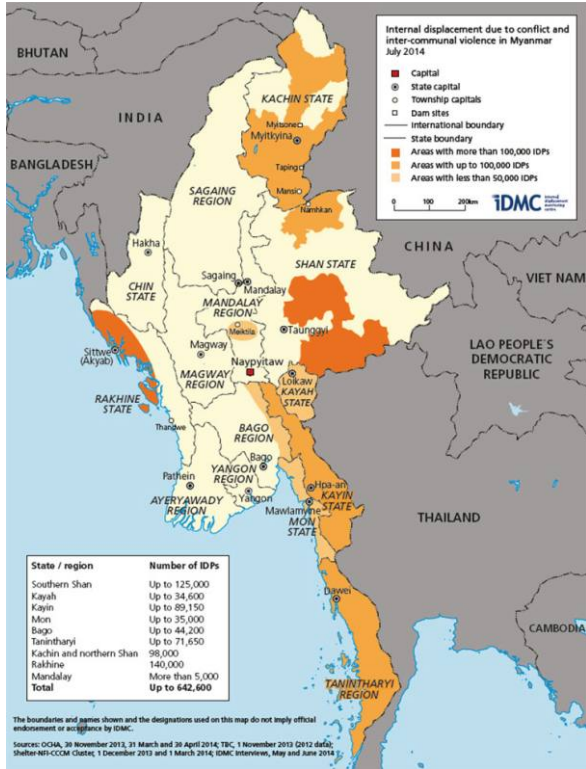 Internal displacement due to conflict and
inter-communal violence in Myanmar
July 2014
Capital
State capital
Township capitals
Dam sites
International boundary
State boundary
Areas with more than 100,000 IDPs
Areas with up to 100,000 IDPs
Areas with less than 50,000 IDPs
0 100 200km
iDMC
internal
displacement
monitoring
centre
BHUTAN
INDIA
BANGLADESH
CHINA
VIET NAM
LAO PEOPLE'S
DEMOCRATIC
REPUBLIC
THAILAND
CAMBODIA
KACHIN STATE
Myitsone
Myitkyina
Taping
Mansi
Namhkan
SAGAING
REGION
Hakha
CHIN
STATE
Sagaing
Mandalay
SHAN STATE
MANDALAY
REGION
Meiktila
Taunggyi
Magway
Naypyitaw
MAGWAY
REGION
Sittwe
(Akyab)
RAKHINE
STATE
Loikaw
KAYAH
STATE
Thandwe
BAGO
REGION
Bago
YANGON
REGION
Pathein
Yangon
AYERYAWADY
REGION
Hpa-an
KAYIN
STATE
Mawlamyine
MON
STATE
Dawei
TANINTHARYI
REGION
State / region Number of IDPs
Southern Shan Up to 125,000
Kayah Up to 34,600
Kayin Up to 89,150
Mon Up to 35,000
Bago Up to 44,200
Tanintharyi Up to 71,650
Kachin and northern Shan 98,000
Rakhine 140,000
Mandalay More than 5,000
Total Up to 642,600
The boundaries and names shown and the designations used on this map do not imply official
endorsement or acceptance by IDMC.
Sources: OCHA, 30 November 2013, 31 March and 30 April 2014; TBC, 1 November 2013 (2012 data);
Shelter-NFI-CCCM Cluster, 1 December 2013 and 1 March 2014; IDMC Interviews, May and June 2014